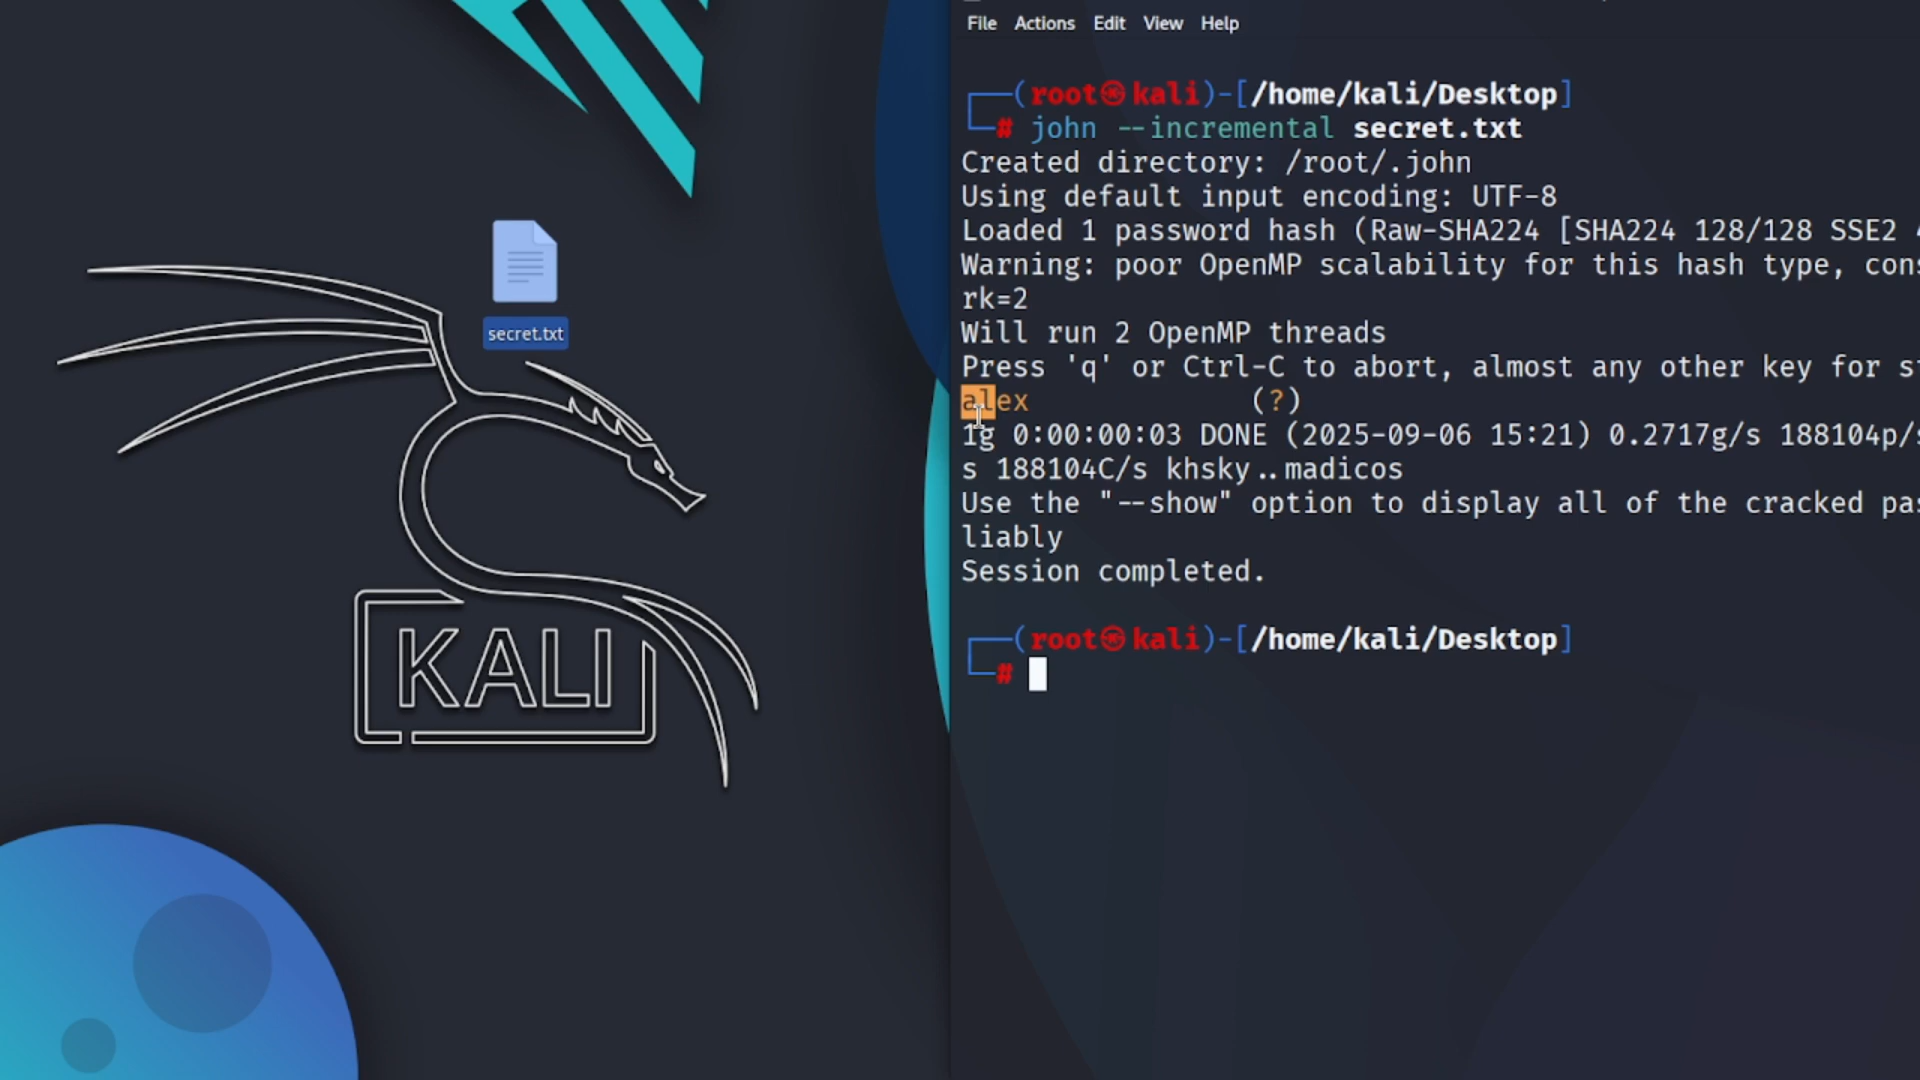 File Actions Edit View Help
(root㉿kali)-[/home/kali/Desktop]
# john --incremental secret.txt
Created directory: /root/.john
Using default input encoding: UTF-8
Loaded 1 password hash (Raw-SHA224 [SHA224 128/128 SSE2
Warning: poor OpenMP scalability for this hash type,
rk=2
Will run 2 OpenMP threads
Press 'q' or Ctrl-C to abort, almost any other key for
alex (?)
1g 0:00:00:03 DONE (2025-09-06 15:21) 0.2717g/s 188104p/s
s 188104C/s khsky..madicos
Use the "--show" option to display all of the cracked
liably
Session completed.
(root㉿kali)-[/home/kali/Desktop]
#
secret.txt
KALI